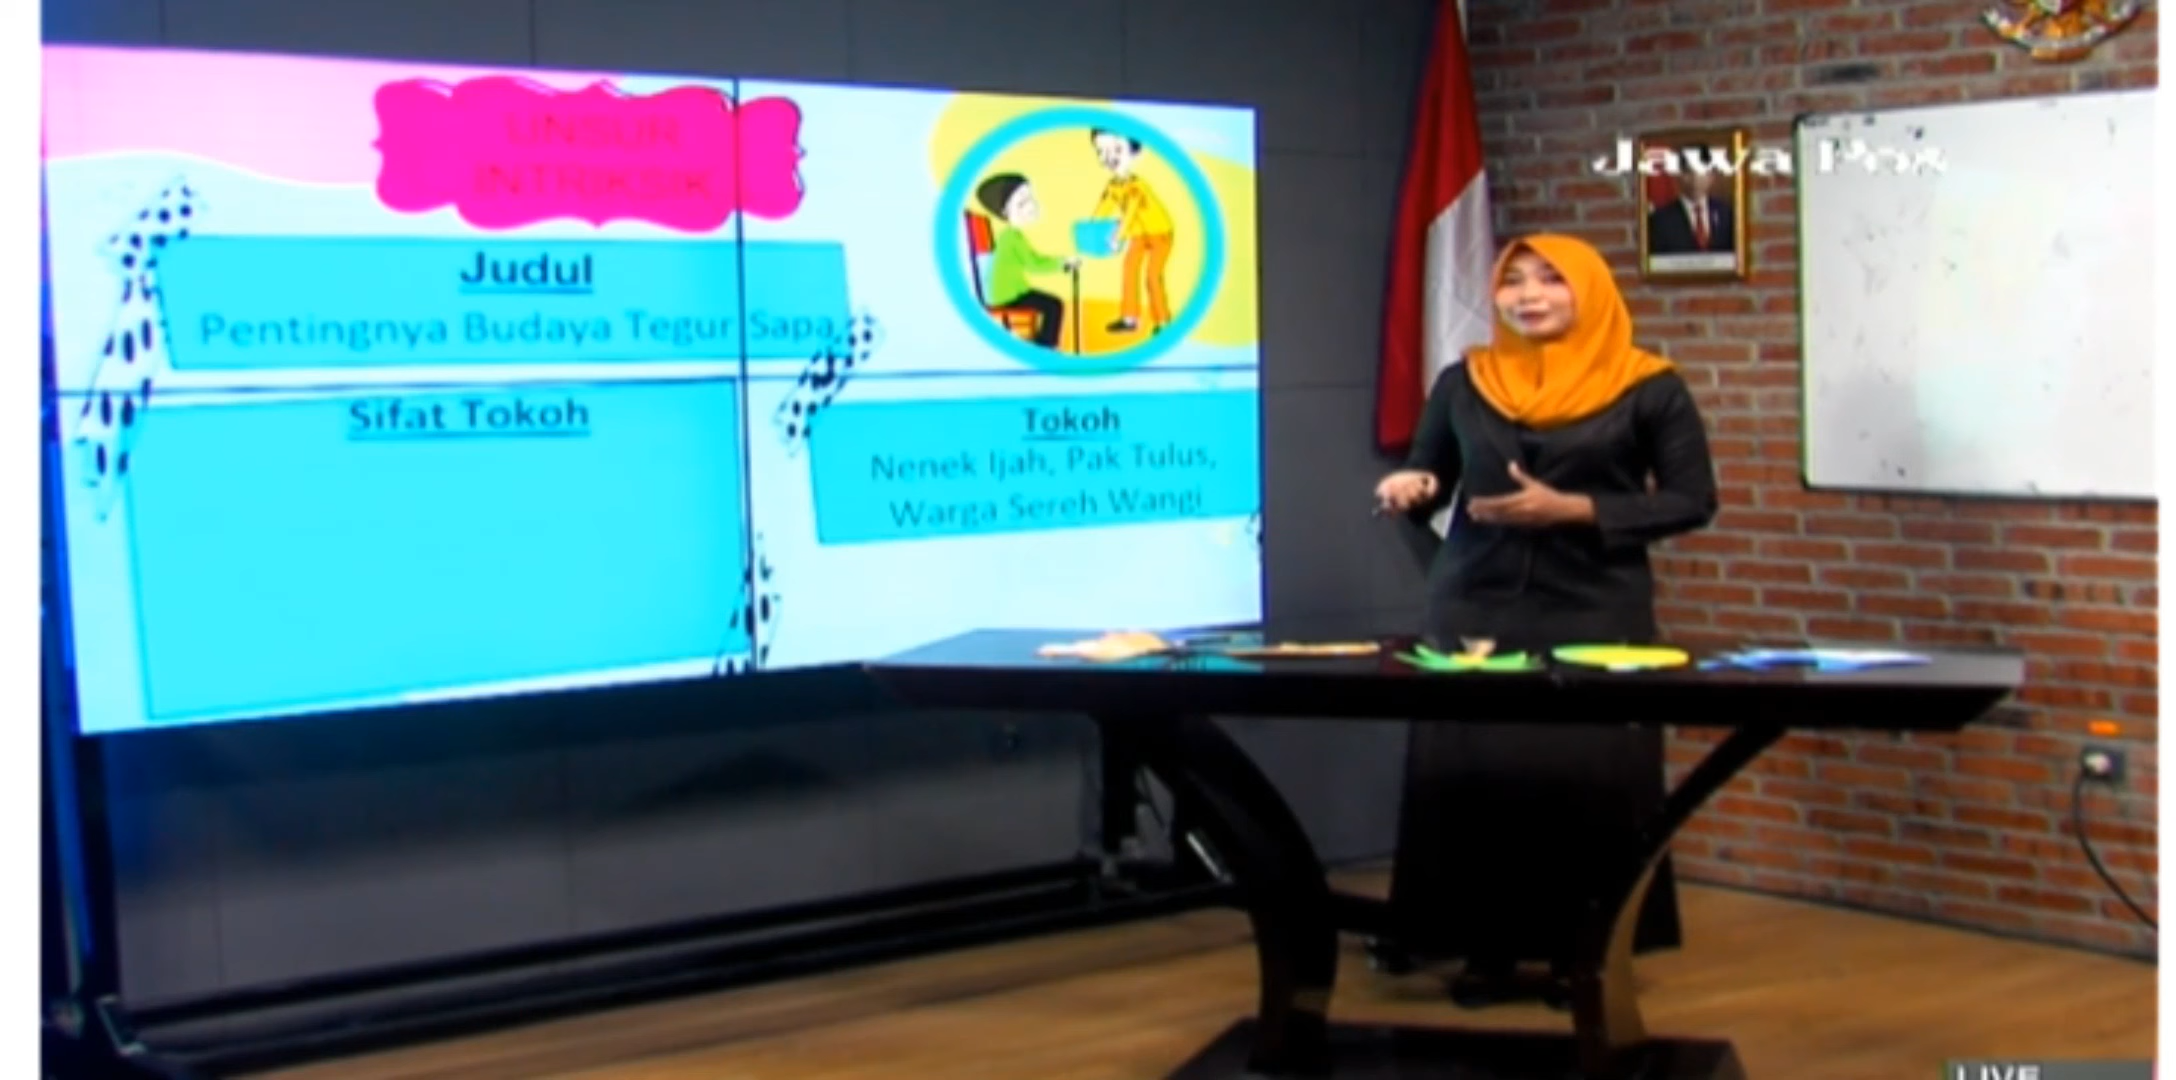 UNSUR
INTRIKSIK
Judul
Pentingnya Budaya Tegur Sapa
Sifat Tokoh
Tokoh
Nenek Ijah, Pak Tulus,
Warga Sereh Wangi
Jawa Pos
LIVE